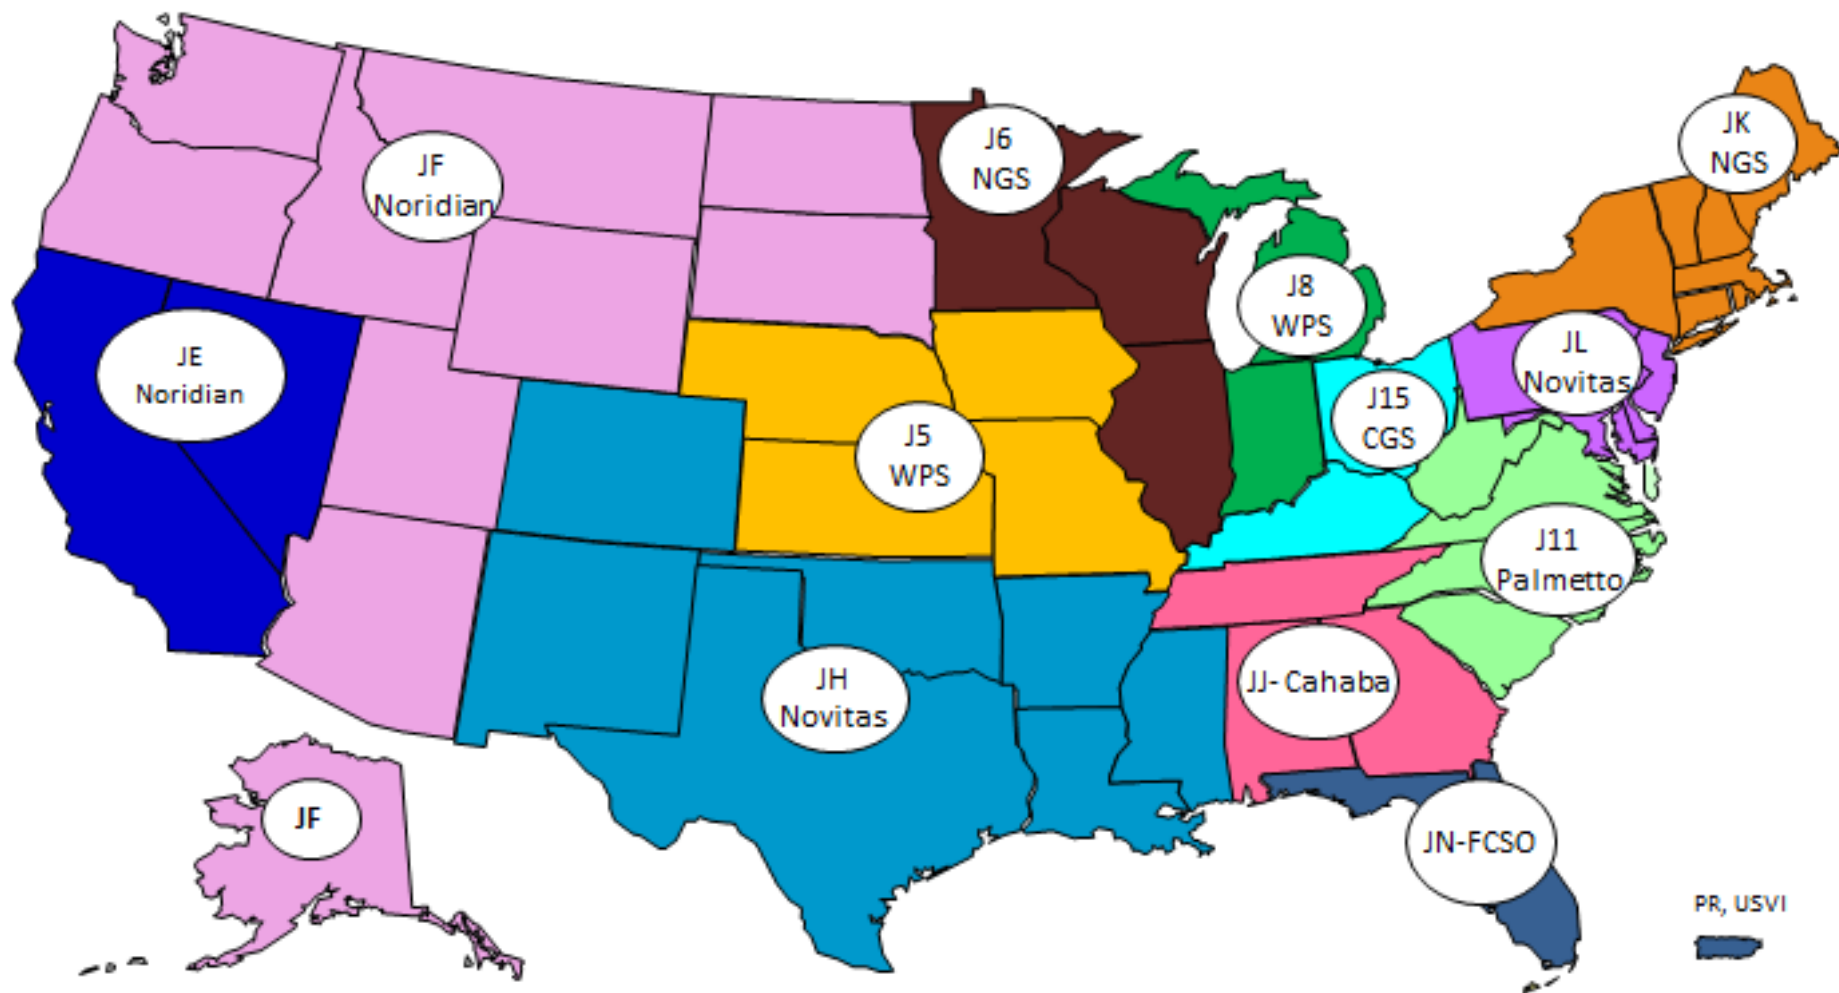 JF
Noridian
J6
NGS
JK
NGS
J8
WPS
JE
Noridian
JL
Novitas
J15
CGS
J5
WPS
J11
Palmetto
JH
Novitas
JJ- Cahaba
JF
JN-FCSO
PR, USVI